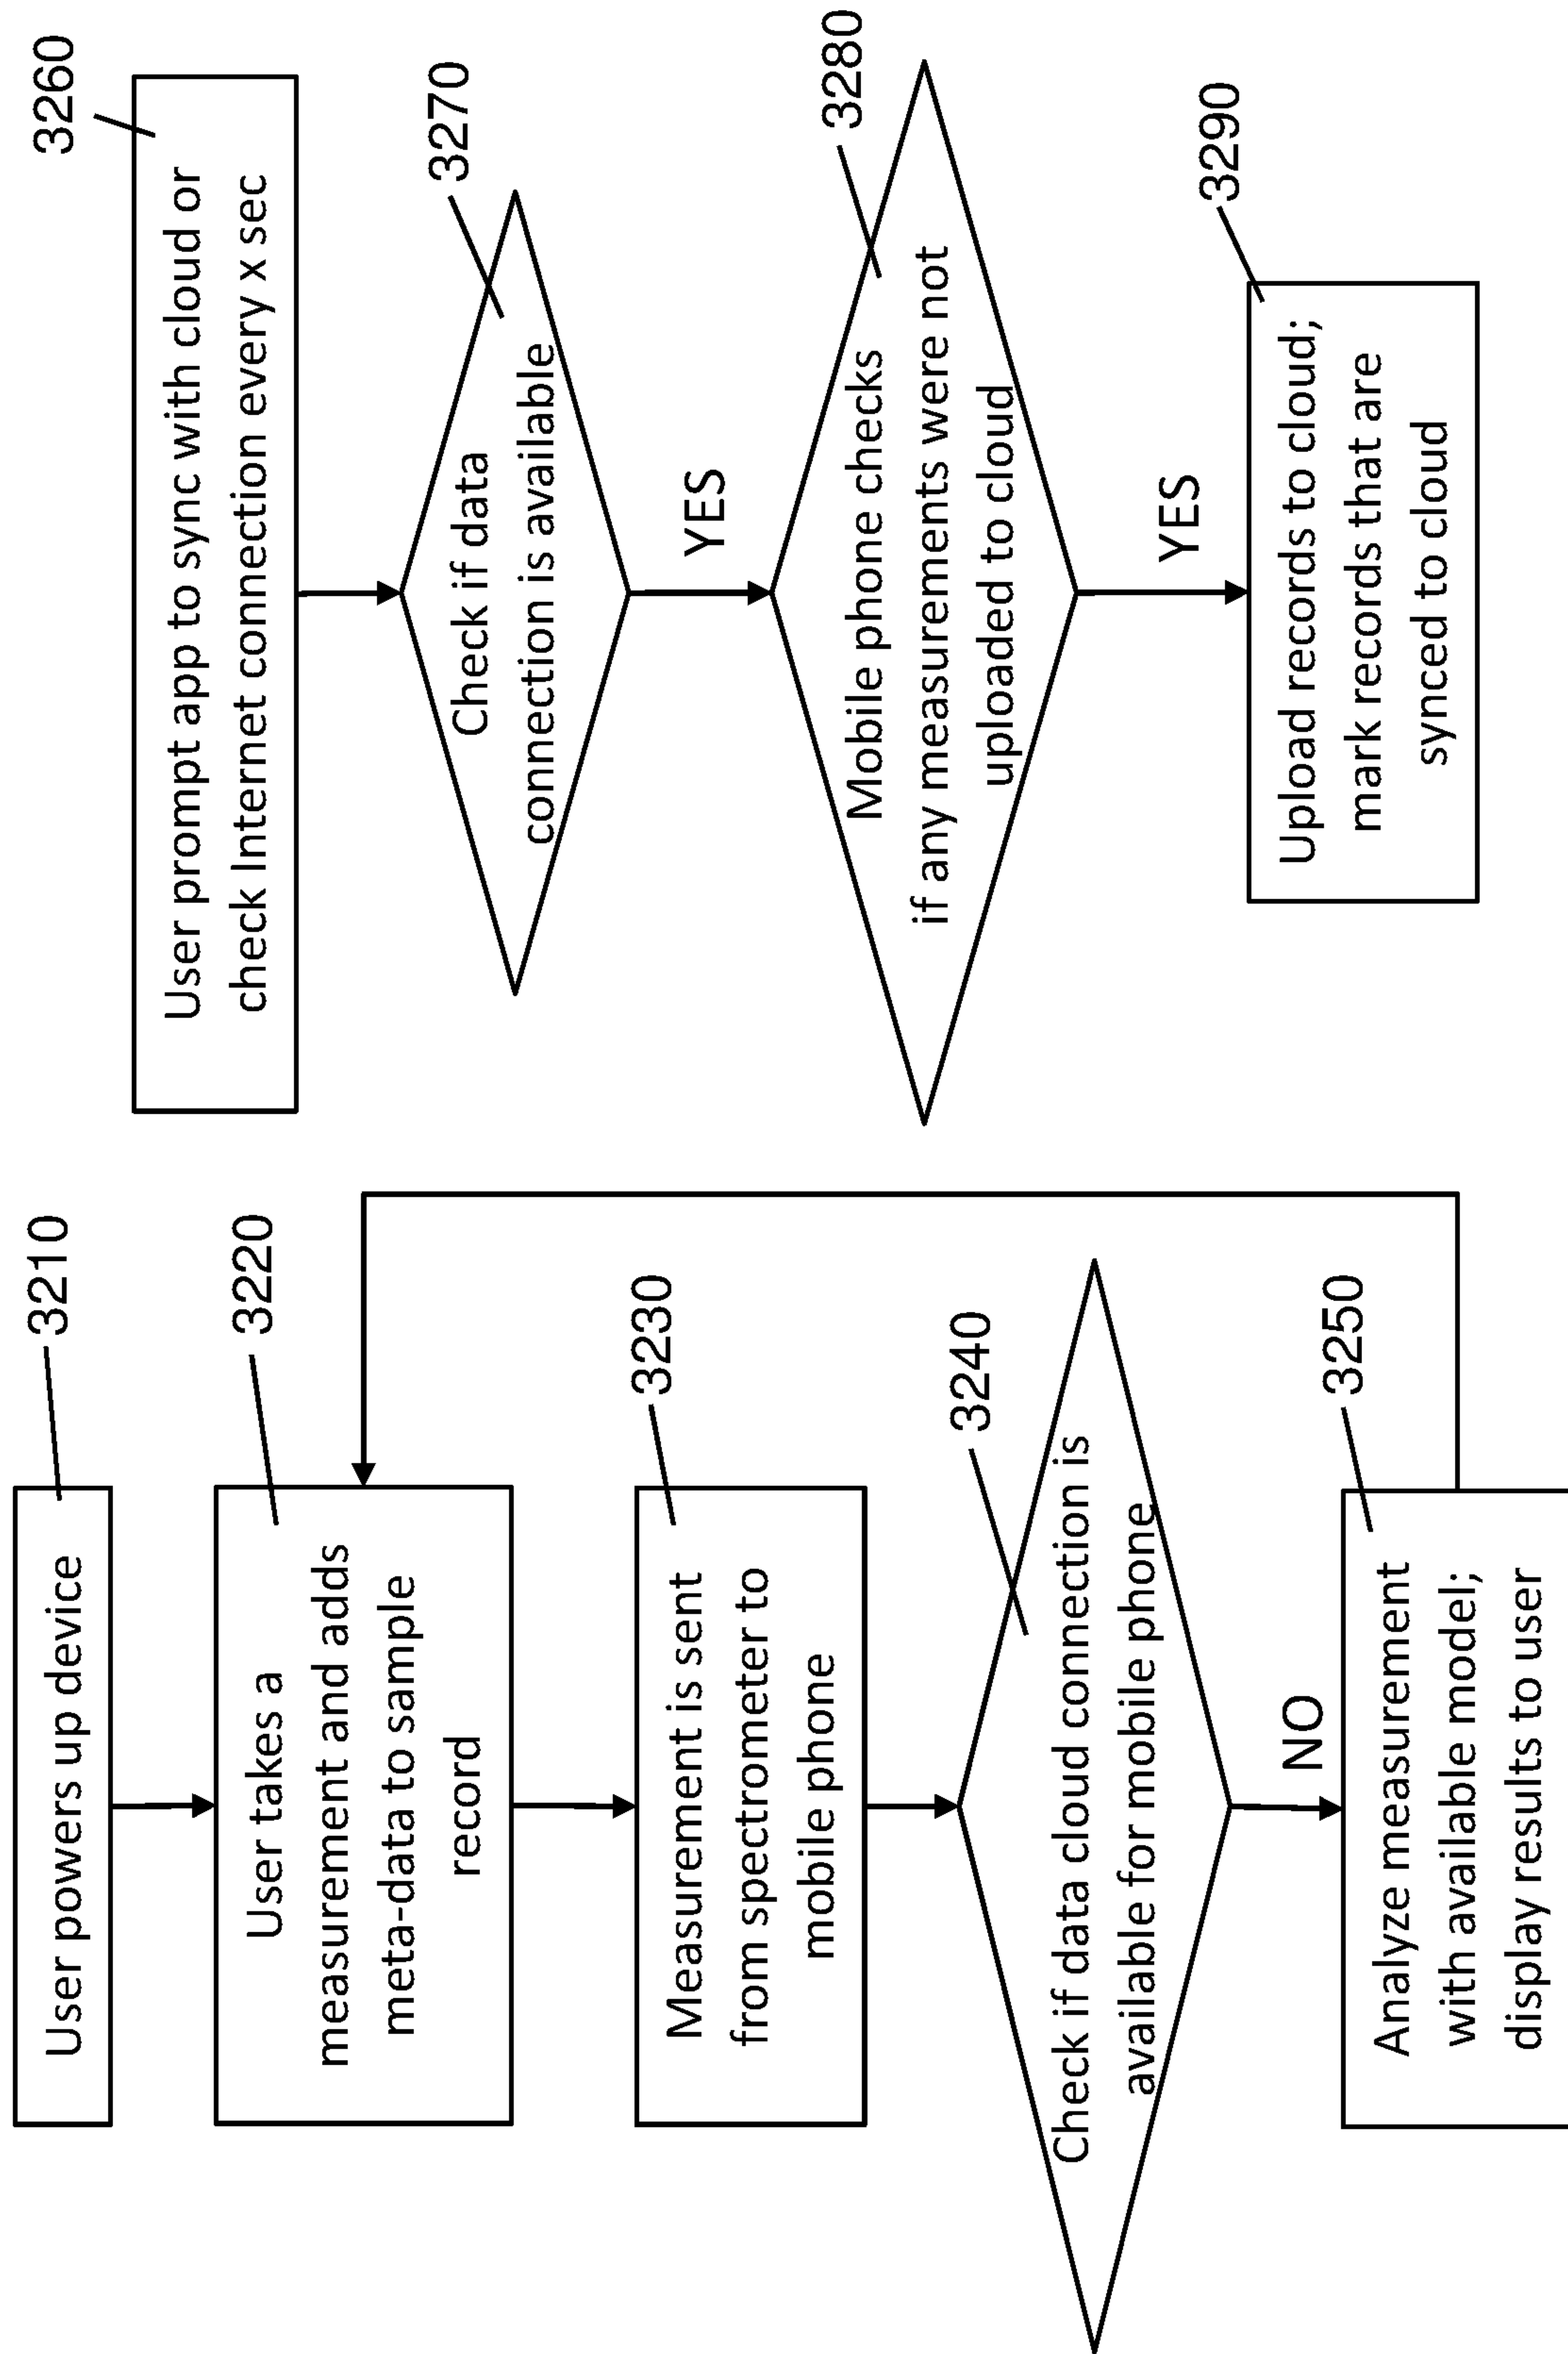 3210
User powers up device
3220
User takes a
measurement and adds
meta-data to sample
record
3230
Measurement is sent
from spectrometer to
mobile phone
3240
Check if data cloud connection is
available for mobile phone
NO
3250
Analyze measurement
with available model;
display results to user
3260
User prompt app to sync with cloud or
check Internet connection every x sec
3270
Check if data
connection is available
YES
3280
Mobile phone checks
if any measurements were not
uploaded to cloud
YES
3290
Upload records to cloud;
mark records that are
synced to cloud